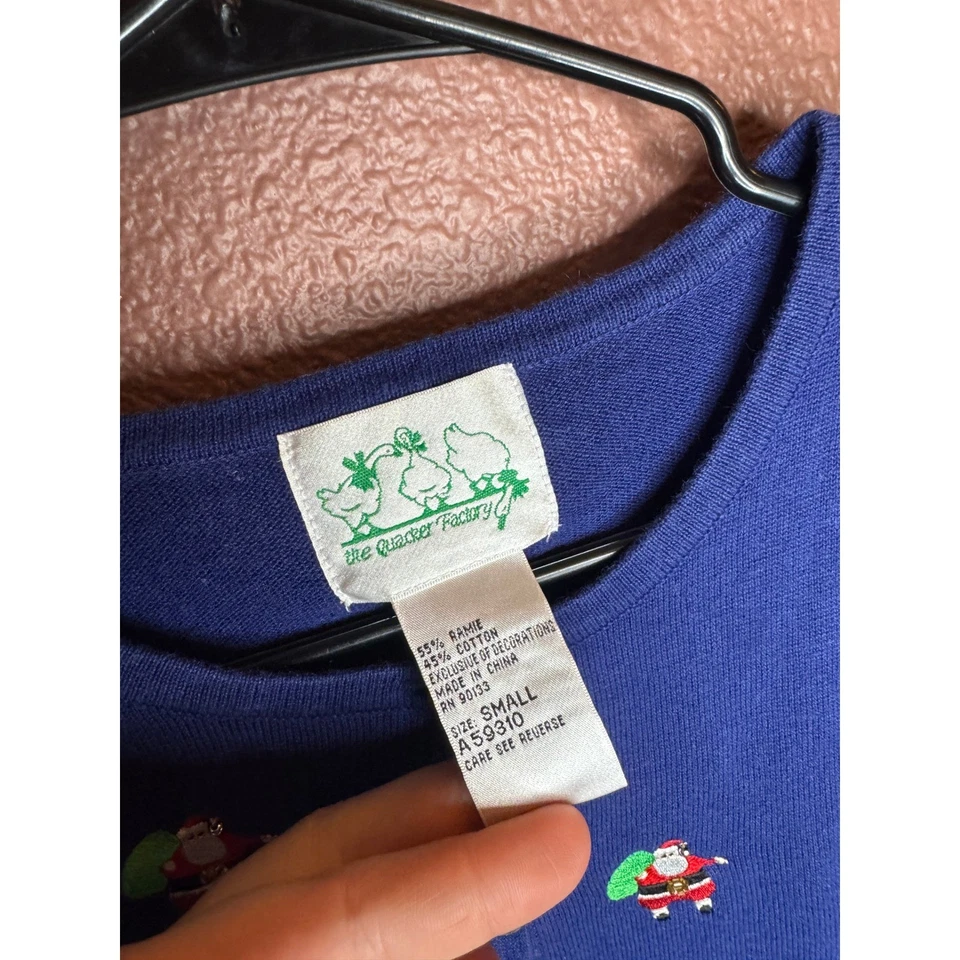 the Quacker Factory
55% RAMIE
45% COTTON
EXCLUSIVE OF DECORATIONS
MADE IN CHINA
RN 90133
SIZE: SMALL
A59310
CARE SEE REVERSE